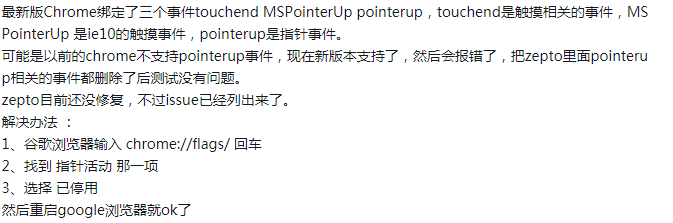 最新版Chrome绑定了三个事件touchend MSPointerUp pointerup，touchend是触摸相关的事件，MS
PointerUp 是ie10的触摸事件，pointerup是指针事件。
可能是以前的chrome不支持pointerup事件，现在新版本支持了，然后会报错了，把zepto里面pointeru
p相关的事件都删除了后测试没有问题。
zepto目前还没修复，不过issue已经列出来了。
解决办法 ：
1、谷歌浏览器输入 chrome://flags/ 回车
2、找到 指针活动 那一项
3、选择 已停用
然后重启google浏览器就ok了